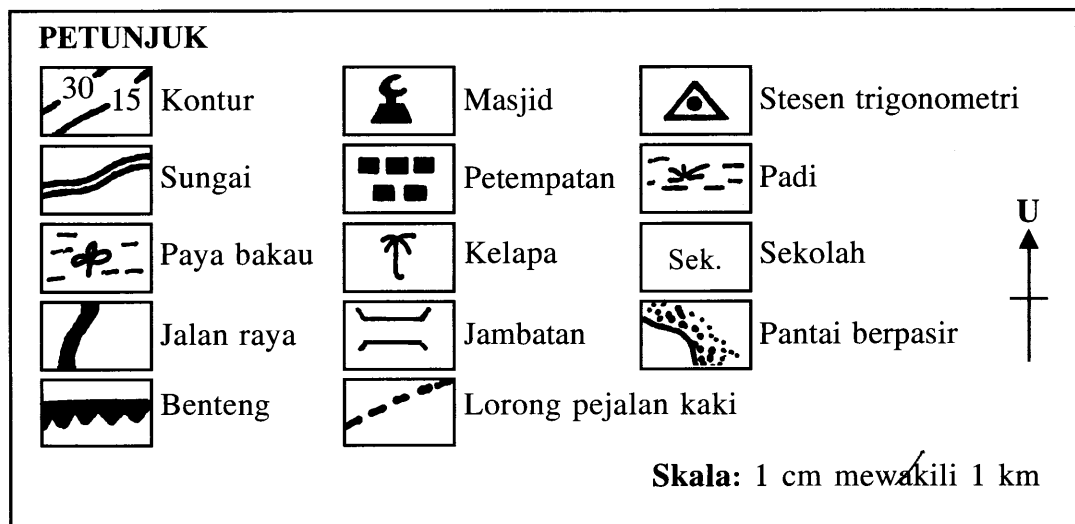 PETUNJUK
30 15 Kontur
Masjid
Stesen trigonometri
Sungai
Petempatan
Padi
U
Paya bakau
Kelapa
Sek. Sekolah
Jalan raya
Jambatan
Pantai berpasir
Benteng
Lorong pejalan kaki
Skala: 1 cm mewakili 1 km